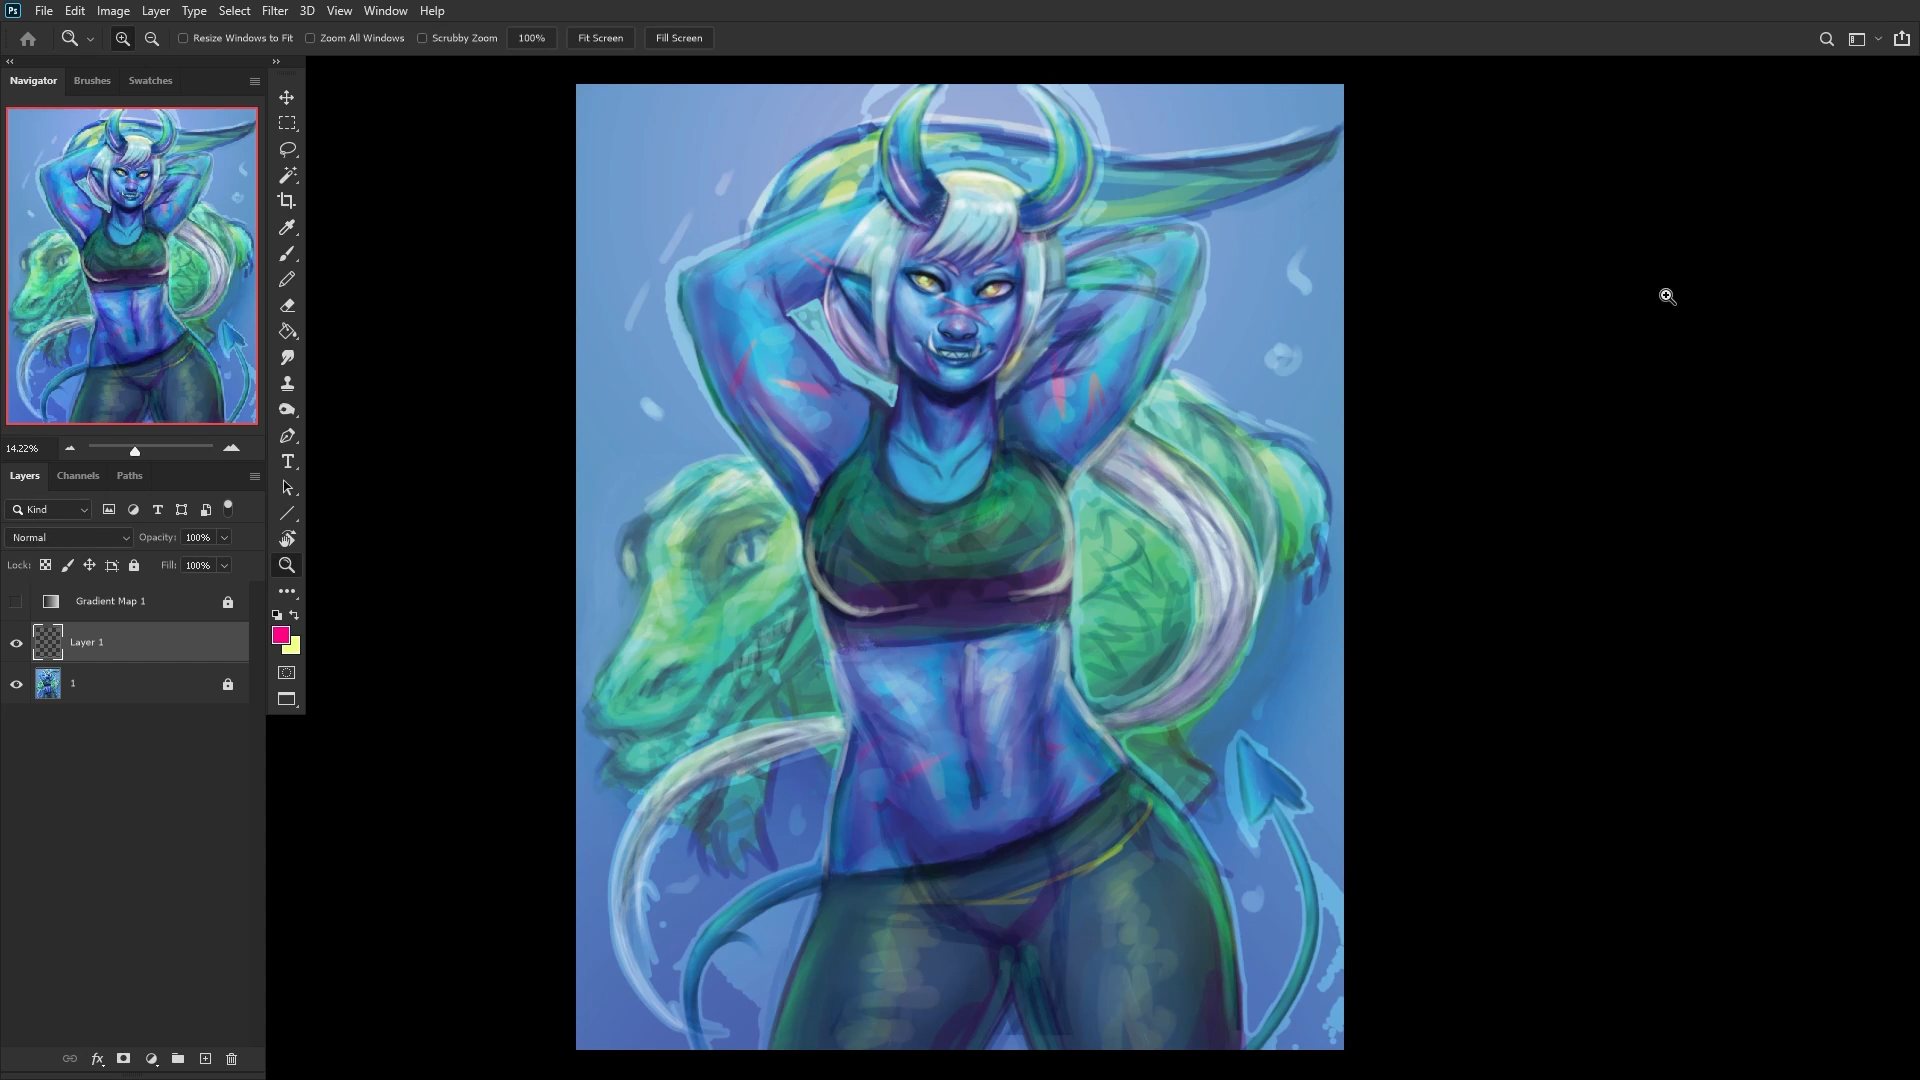 Ps File Edit Image Layer Type Select Filter 3D View Window Help
Resize Windows to Fit Zoom All Windows Scrubby Zoom 100% Fit Screen Fill Screen
Navigator Brushes Swatches
14.22%
Layers Channels Paths
Kind
Normal Opacity: 100%
Lock: Fill: 100%
Gradient Map 1
Layer 1
1
fx